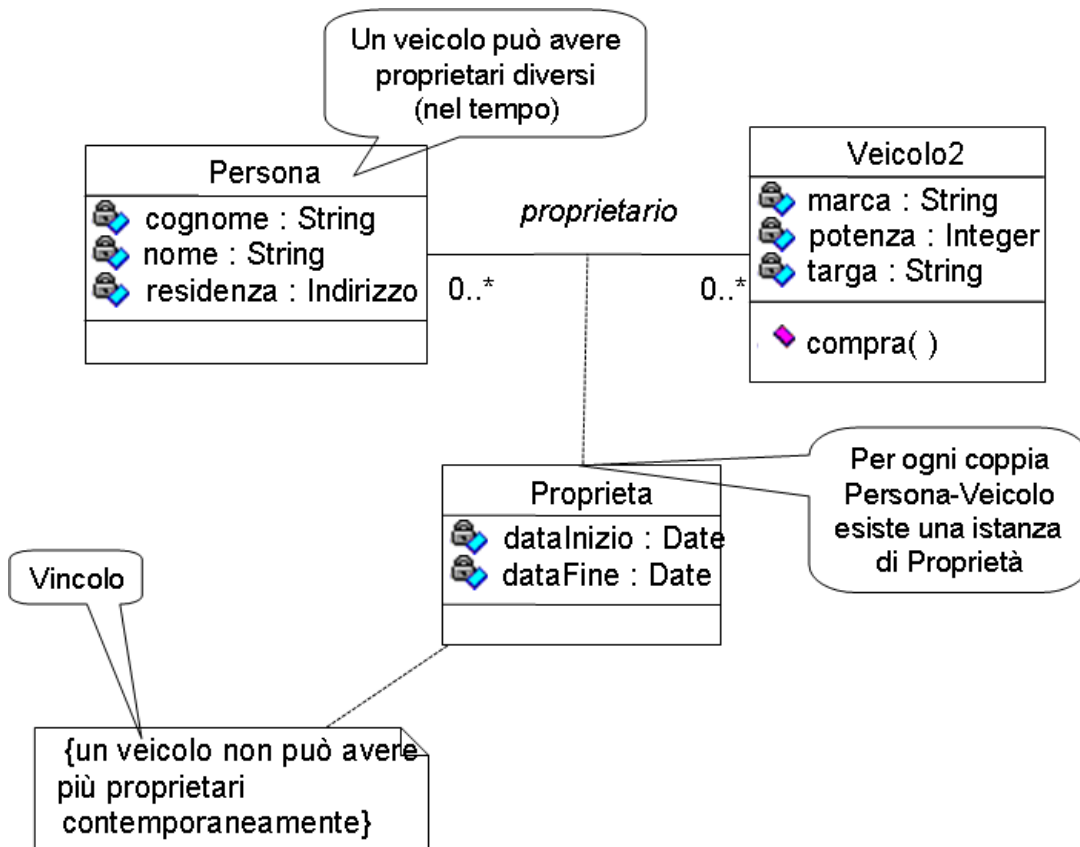 Un veicolo può avere
proprietari diversi
(nel tempo)
Persona
cognome : String
nome : String
residenza : Indirizzo
proprietario
0..*
0..*
Veicolo2
marca : String
potenza : Integer
targa : String
compra( )
Proprieta
dataInizio : Date
dataFine : Date
Per ogni coppia
Persona-Veicolo
esiste una istanza
di Proprietà
Vincolo
{un veicolo non può avere
più proprietari
contemporaneamente}